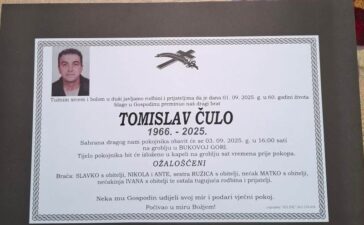 Tužnim srcem i bolom u duši javljamo rodbini i prijateljima da je dana 01. 09. 2025. g. u 60. godini života
blago u Gospodinu preminuo naš dragi brat
TOMISLAV ČULO
1966. - 2025.
Sahrana dragog nam pokojnika obavit će se 03. 09. 2025. g. u 16:00 sati
na groblju u BUKOVOJ GORI.
Tijelo pokojnika bit će izloženo u kapeli na groblju sat vremena prije pokopa.
OŽALOŠĆENI
Braća: SLAVKO s obitelji, NIKOLA i ANTE, sestra RUŽICA s obitelji, nećak MATKO s obitelji,
nećakinja IVANA s obitelji te ostala tugujuća rodbina i prijatelji.
Neka mu Gospodin udijeli svoj mir i podari vječni pokoj.
Počivao u miru Božjem!